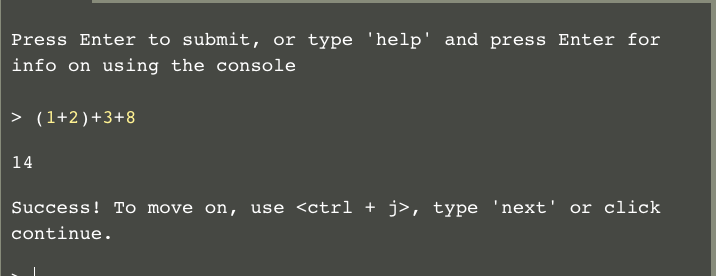 Press Enter to submit, or type 'help' and press Enter for
info on using the console
> (1+2)+3+8
14
Success! To move on, use <ctrl + j>, type 'next' or click
continue.
>